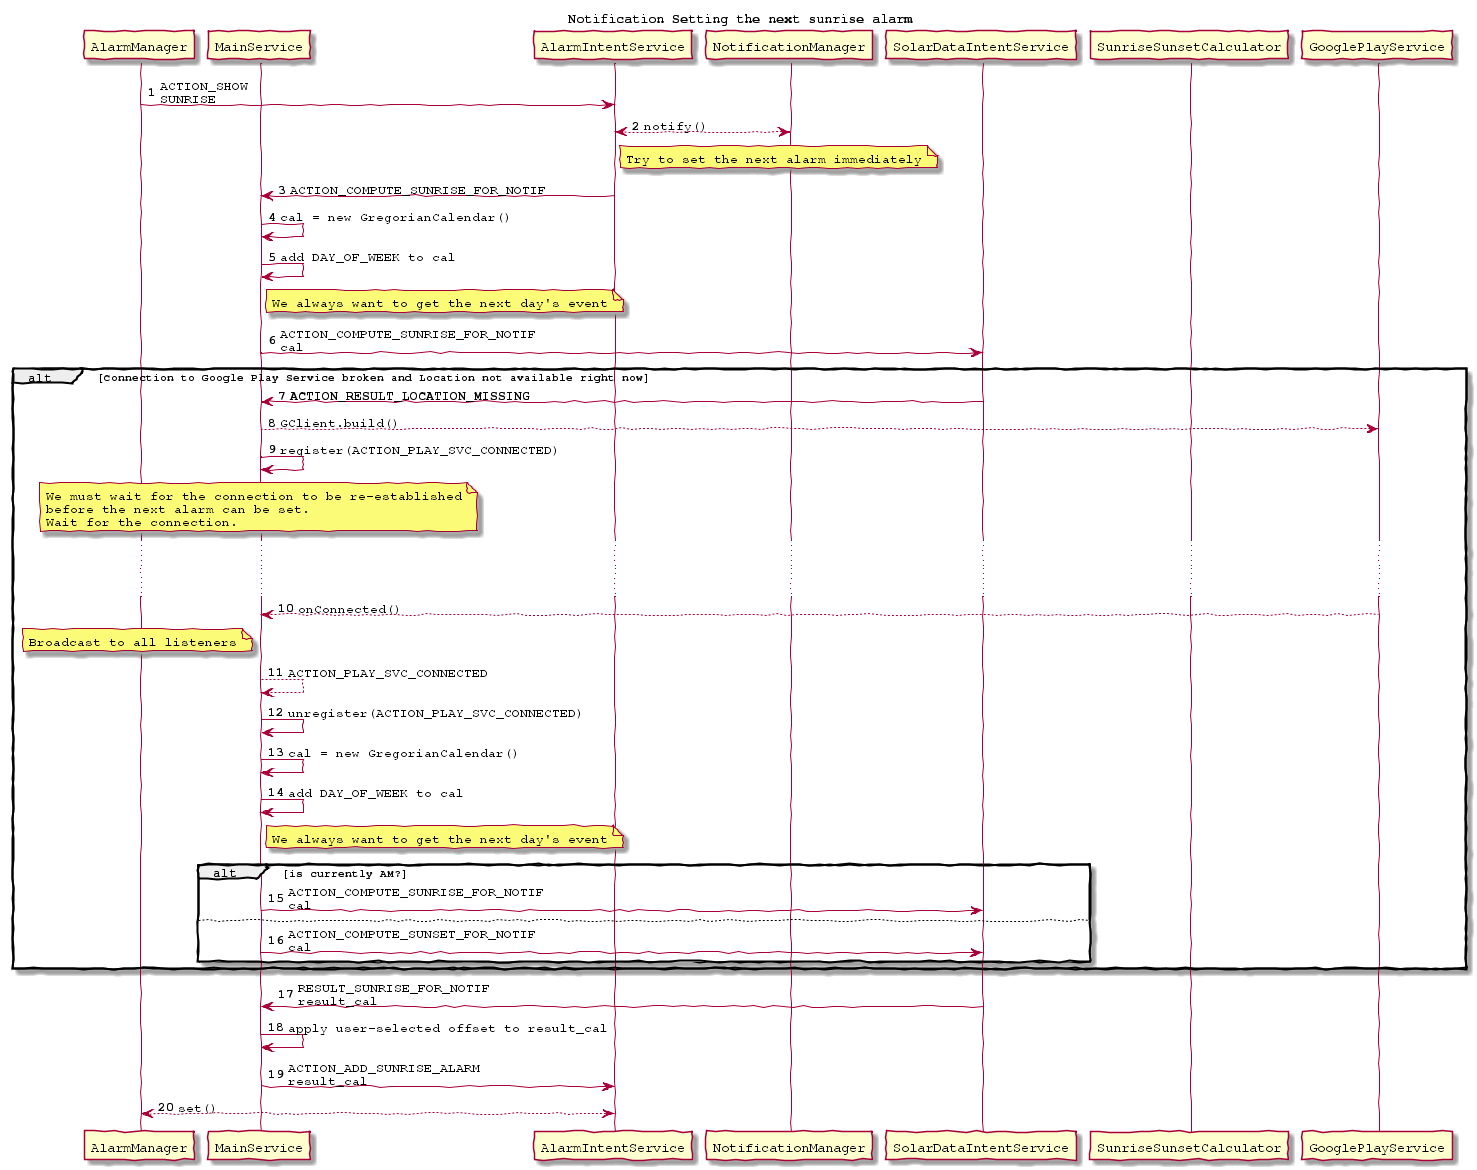 Notification Setting the next sunrise alarm
AlarmManager
MainService
AlarmIntentService
NotificationManager
SolarDataIntentService
SunriseSunsetCalculator
GooglePlayService
1 ACTION_SHOW
SUNRISE
2 notify()
Try to set the next alarm immediately
3 ACTION_COMPUTE_SUNRISE_FOR_NOTIF
4 cal = new GregorianCalendar()
5 add DAY_OF_WEEK to cal
We always want to get the next day's event
6 ACTION_COMPUTE_SUNRISE_FOR_NOTIF
cal
alt [Connection to Google Play Service broken and Location not available right now]
7 ACTION_RESULT_LOCATION_MISSING
8 GClient.build()
9 register(ACTION_PLAY_SVC_CONNECTED)
We must wait for the connection to be re-established
before the next alarm can be set.
Wait for the connection.
10 onConnected()
Broadcast to all listeners
11 ACTION_PLAY_SVC_CONNECTED
12 unregister(ACTION_PLAY_SVC_CONNECTED)
13 cal = new GregorianCalendar()
14 add DAY_OF_WEEK to cal
We always want to get the next day's event
alt [is currently AM?]
15 ACTION_COMPUTE_SUNRISE_FOR_NOTIF
cal
16 ACTION_COMPUTE_SUNSET_FOR_NOTIF
cal
17 RESULT_SUNRISE_FOR_NOTIF
result_cal
18 apply user-selected offset to result_cal
19 ACTION_ADD_SUNRISE_ALARM
result_cal
20 set()
AlarmManager
MainService
AlarmIntentService
NotificationManager
SolarDataIntentService
SunriseSunsetCalculator
GooglePlayService